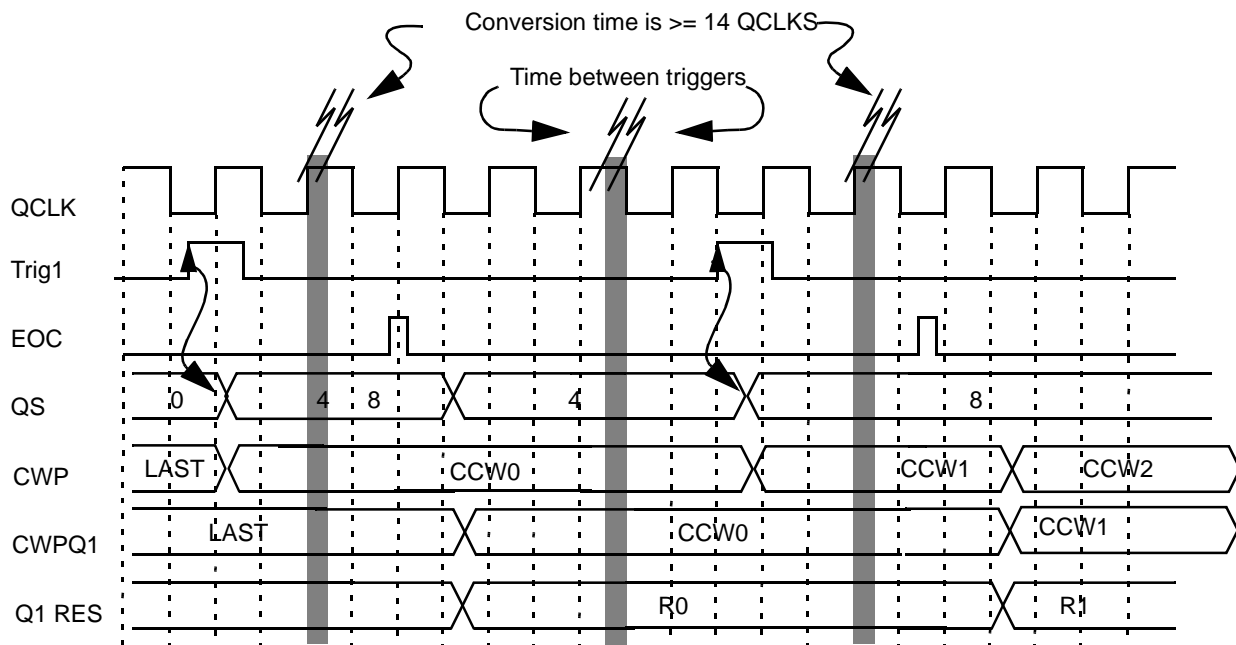 Conversion time is >= 14 QCLKS
Time between triggers
QCLK
Trig1
EOC
QS 0 4 8 4 8
CWP LAST CCW0 CCW1 CCW2
CWPQ1 LAST CCW0 CCW1
Q1 RES R0 R1